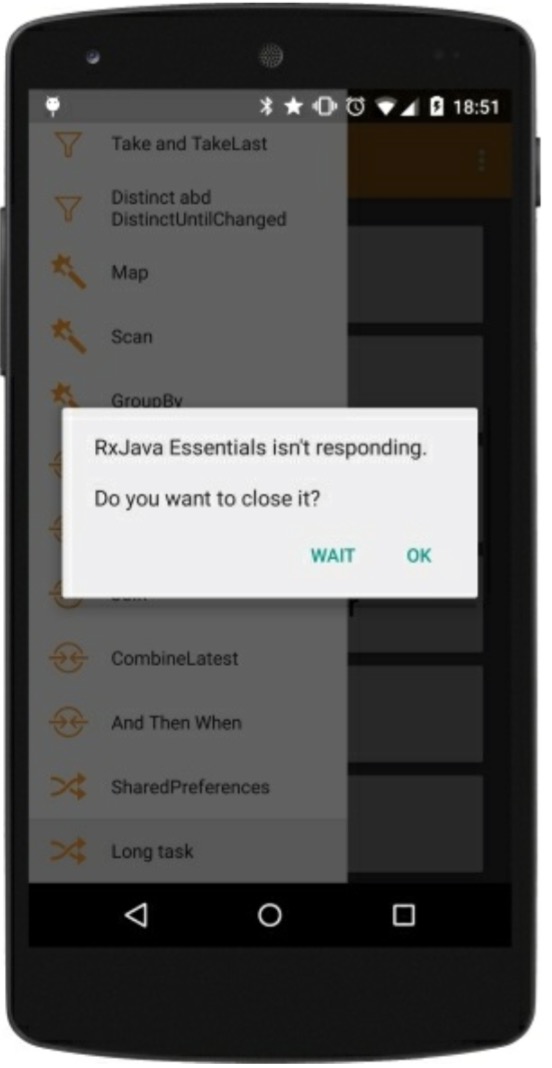 18:51
Take and TakeLast
Distinct abd
DistinctUntilChanged
Map
Scan
GroupBy
RxJava Essentials isn't responding.
Do you want to close it?
WAIT
OK
CombineLatest
And Then When
SharedPreferences
Long task